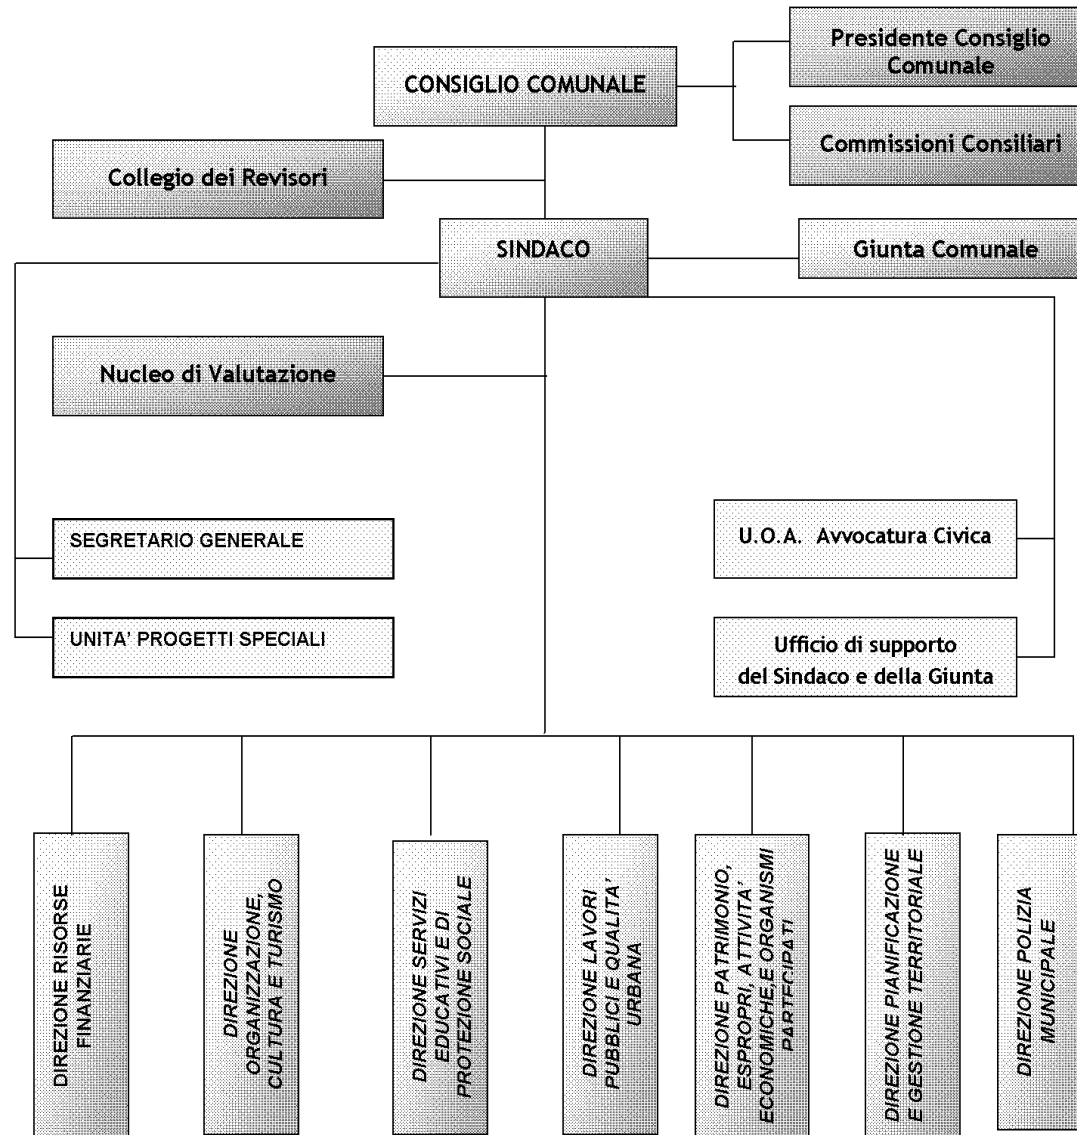 Presidente Consiglio
Comunale
CONSIGLIO COMUNALE
Commissioni Consiliari
Collegio dei Revisori
SINDACO
Giunta Comunale
Nucleo di Valutazione
SEGRETARIO GENERALE
U.O.A. Avvocatura Civica
UNITA’ PROGETTI SPECIALI
Ufficio di supporto
del Sindaco e della Giunta
DIREZIONE RISORSE
FINANZIARIE
DIREZIONE
ORGANIZZAZIONE,
CULTURA E TURISMO
DIREZIONE SERVIZI
EDUCATIVI E DI
PROTEZIONE SOCIALE
DIREZIONE LAVORI
PUBBLICI E QUALITA’
URBANA
DIREZIONE PATRIMONIO,
ESPROPRI, ATTIVITA’
ECONOMICHE,E ORGANISMI
PARTECIPATI
DIREZIONE PIANIFICAZIONE
E GESTIONE TERRITORIALE
DIREZIONE POLIZIA
MUNICIPALE